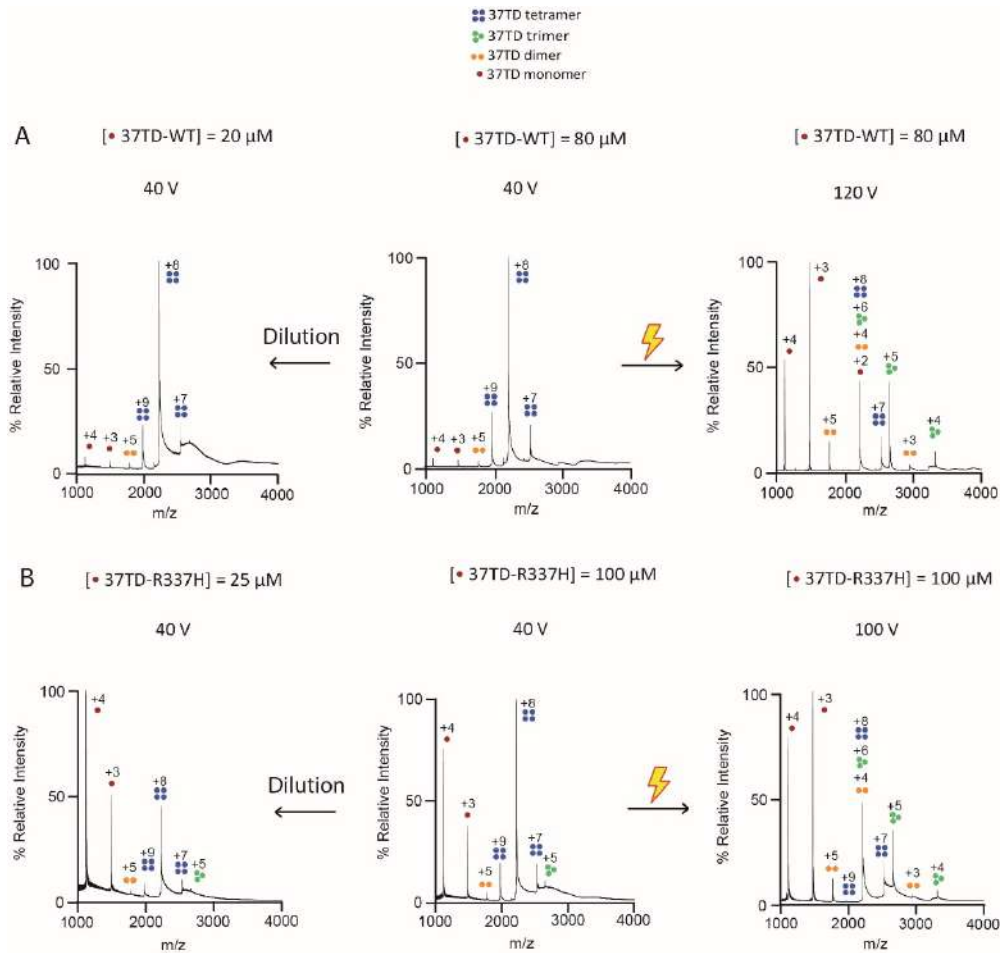 37TD tetramer
37TD trimer
37TD dimer
37TD monomer
A
[• 37TD-WT] = 20 µM
[• 37TD-WT] = 80 µM
[• 37TD-WT] = 80 µM
40 V
40 V
120 V
% Relative Intensity
100
50
0
+4
+3
+5
+9
+8
+7
1000
2000
3000
4000
m/z
Dilution
% Relative Intensity
100
50
0
+4
+3
+5
+9
+8
+7
1000
2000
3000
4000
m/z
% Relative Intensity
100
50
0
+4
+3
+5
+8
+6
+4
+2
+7
+5
+3
+4
1000
2000
3000
4000
m/z
B
[• 37TD-R337H] = 25 µM
[• 37TD-R337H] = 100 µM
[• 37TD-R337H] = 100 µM
40 V
40 V
100 V
% Relative Intensity
100
50
0
+4
+3
+5
+9
+8
+7
+5
1000
2000
3000
4000
m/z
Dilution
% Relative Intensity
100
50
0
+4
+3
+5
+9
+8
+7
+5
1000
2000
3000
4000
m/z
% Relative Intensity
100
50
0
+4
+3
+5
+9
+8
+6
+4
+7
+5
+3
+4
1000
2000
3000
4000
m/z